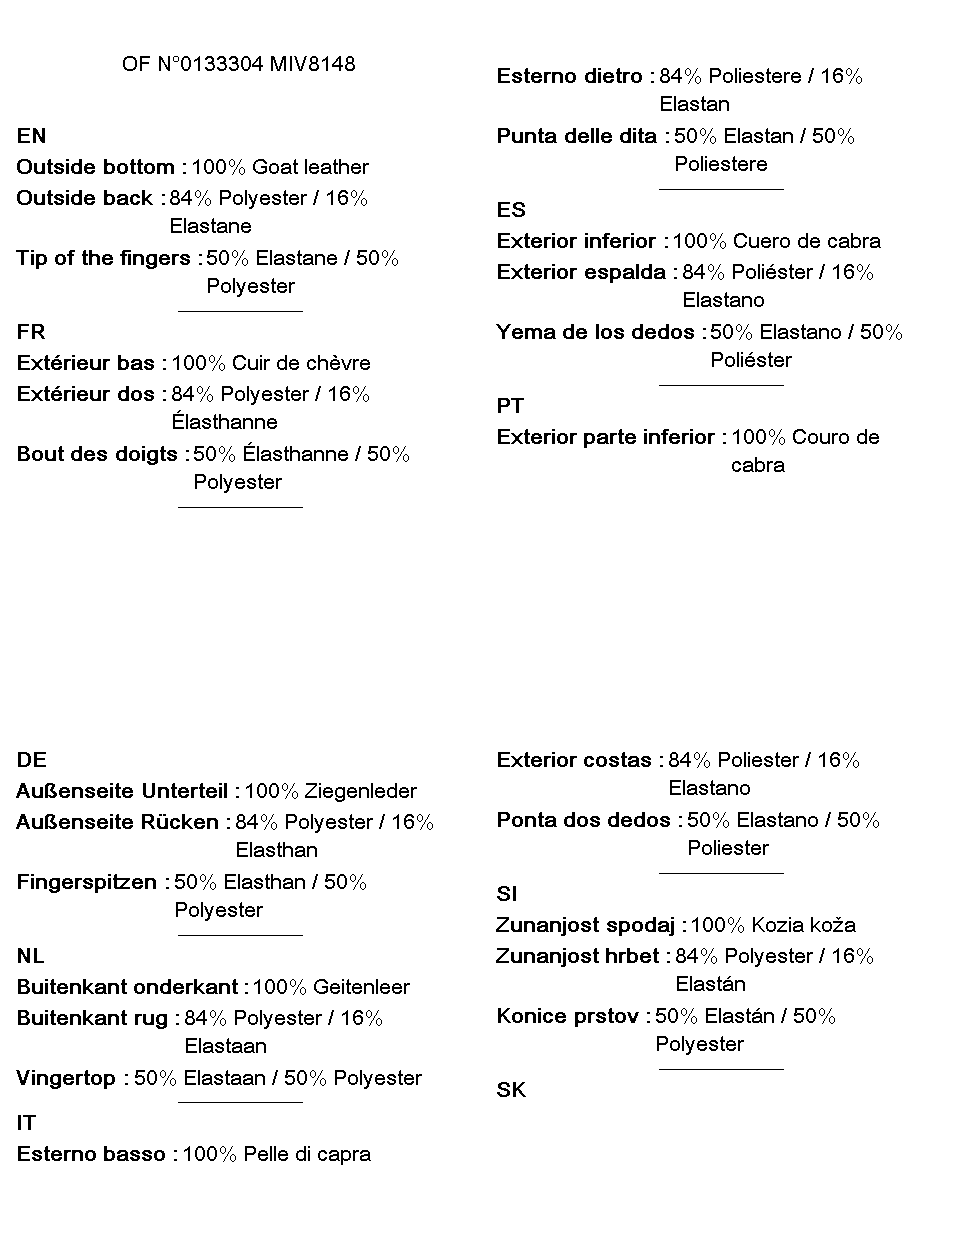 OF N°0133304 MIV8148
EN
Outside bottom : 100% Goat leather
Outside back : 84% Polyester / 16%
Elastane
Tip of the fingers : 50% Elastane / 50%
Polyester
FR
Extérieur bas : 100% Cuir de chèvre
Extérieur dos : 84% Polyester / 16%
Élasthanne
Bout des doigts : 50% Élasthanne / 50%
Polyester
DE
Außenseite Unterteil : 100% Ziegenleder
Außenseite Rücken : 84% Polyester / 16%
Elasthan
Fingerspitzen : 50% Elasthan / 50%
Polyester
NL
Buitenkant onderkant : 100% Geitenleer
Buitenkant rug : 84% Polyester / 16%
Elastaan
Vingertop : 50% Elastaan / 50% Polyester
IT
Esterno basso : 100% Pelle di capra
Esterno dietro : 84% Poliestere / 16%
Elastan
Punta delle dita : 50% Elastan / 50%
Poliestere
ES
Exterior inferior : 100% Cuero de cabra
Exterior espalda : 84% Poliéster / 16%
Elastano
Yema de los dedos : 50% Elastano / 50%
Poliéster
PT
Exterior parte inferior : 100% Couro de
cabra
Exterior costas : 84% Poliester / 16%
Elastano
Ponta dos dedos : 50% Elastano / 50%
Poliester
SI
Zunanjost spodaj : 100% Kozia koža
Zunanjost hrbet : 84% Polyester / 16%
Elastán
Konice prstov : 50% Elastán / 50%
Polyester
SK